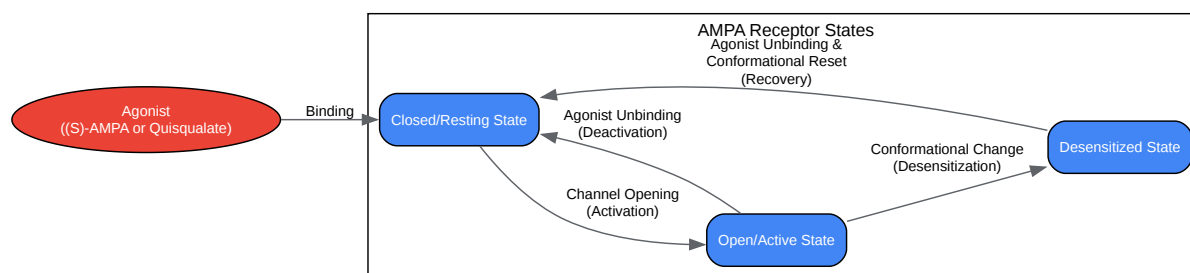 AMPA Receptor States
Agonist Unbinding &
Conformational Reset
(Recovery)
Agonist
((S)-AMPA or Quisqualate)
Binding
Closed/Resting State
Agonist Unbinding
(Deactivation)
Conformational Change
(Desensitization)
Desensitized State
Channel Opening
(Activation)
Open/Active State